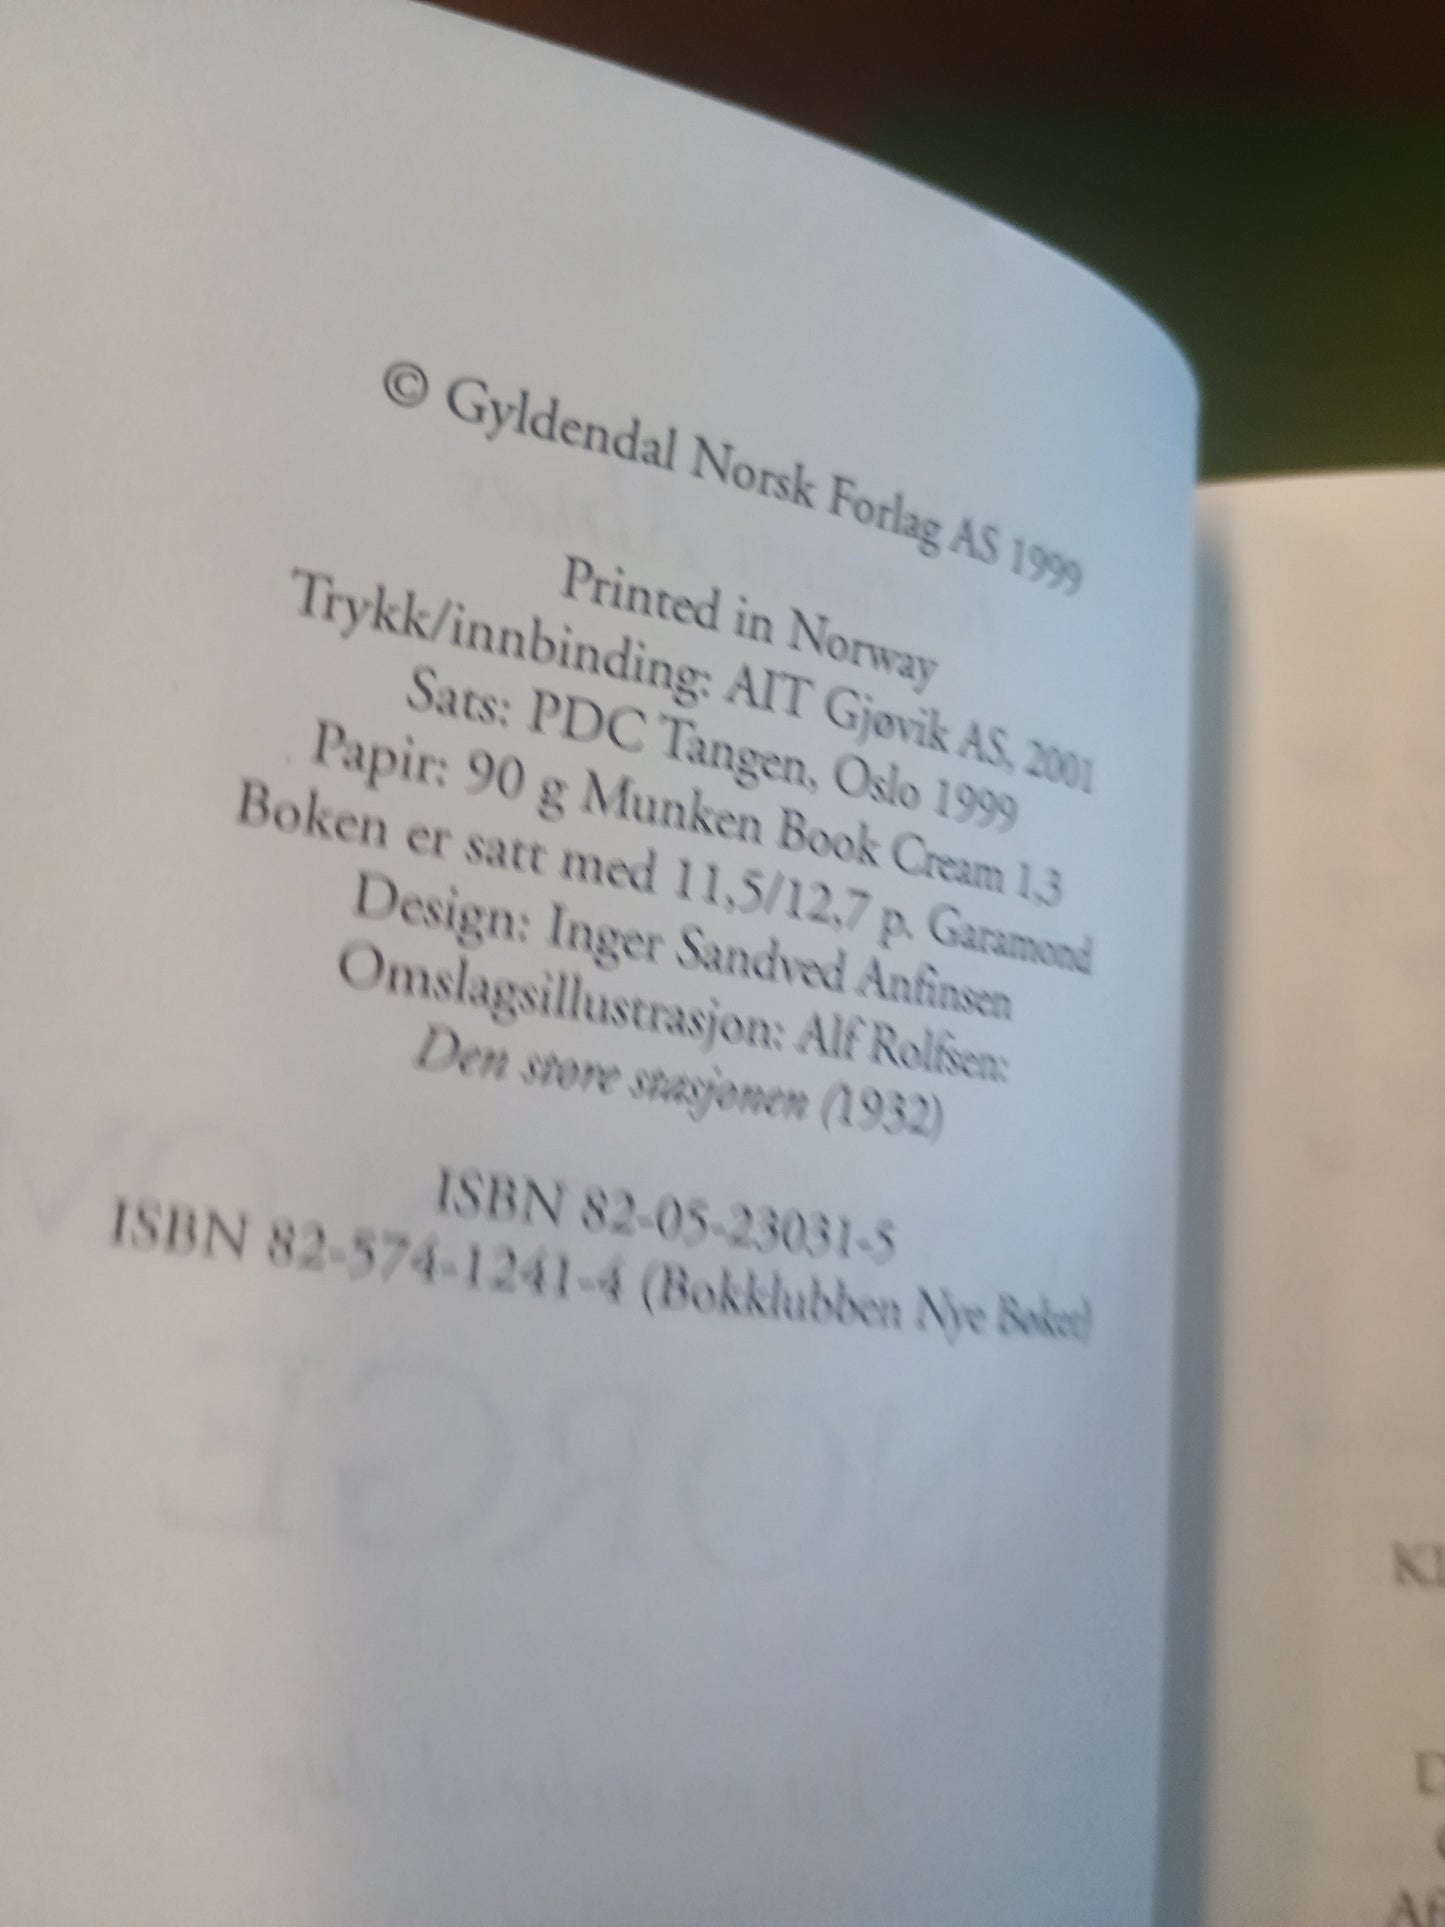 © Gyldendal Norsk Forlag AS 1999
Printed in Norway
Trykk/innbinding: AIT Gjøvik AS, 2001
Sats: PDC Tangen, Oslo 1999
Papir: 90 g Munken Book Cream 1,3
Boken er satt med 11,5/12,7 p. Garamond
Design: Inger Sandved Anfinsen
Omslagsillustrasjon: Alf Rolfsen:
Den store stasjonen (1932)
ISBN 82-05-23031-5
ISBN 82-574-1241-4 (Bokklubben Nye Bøker)
NORGE